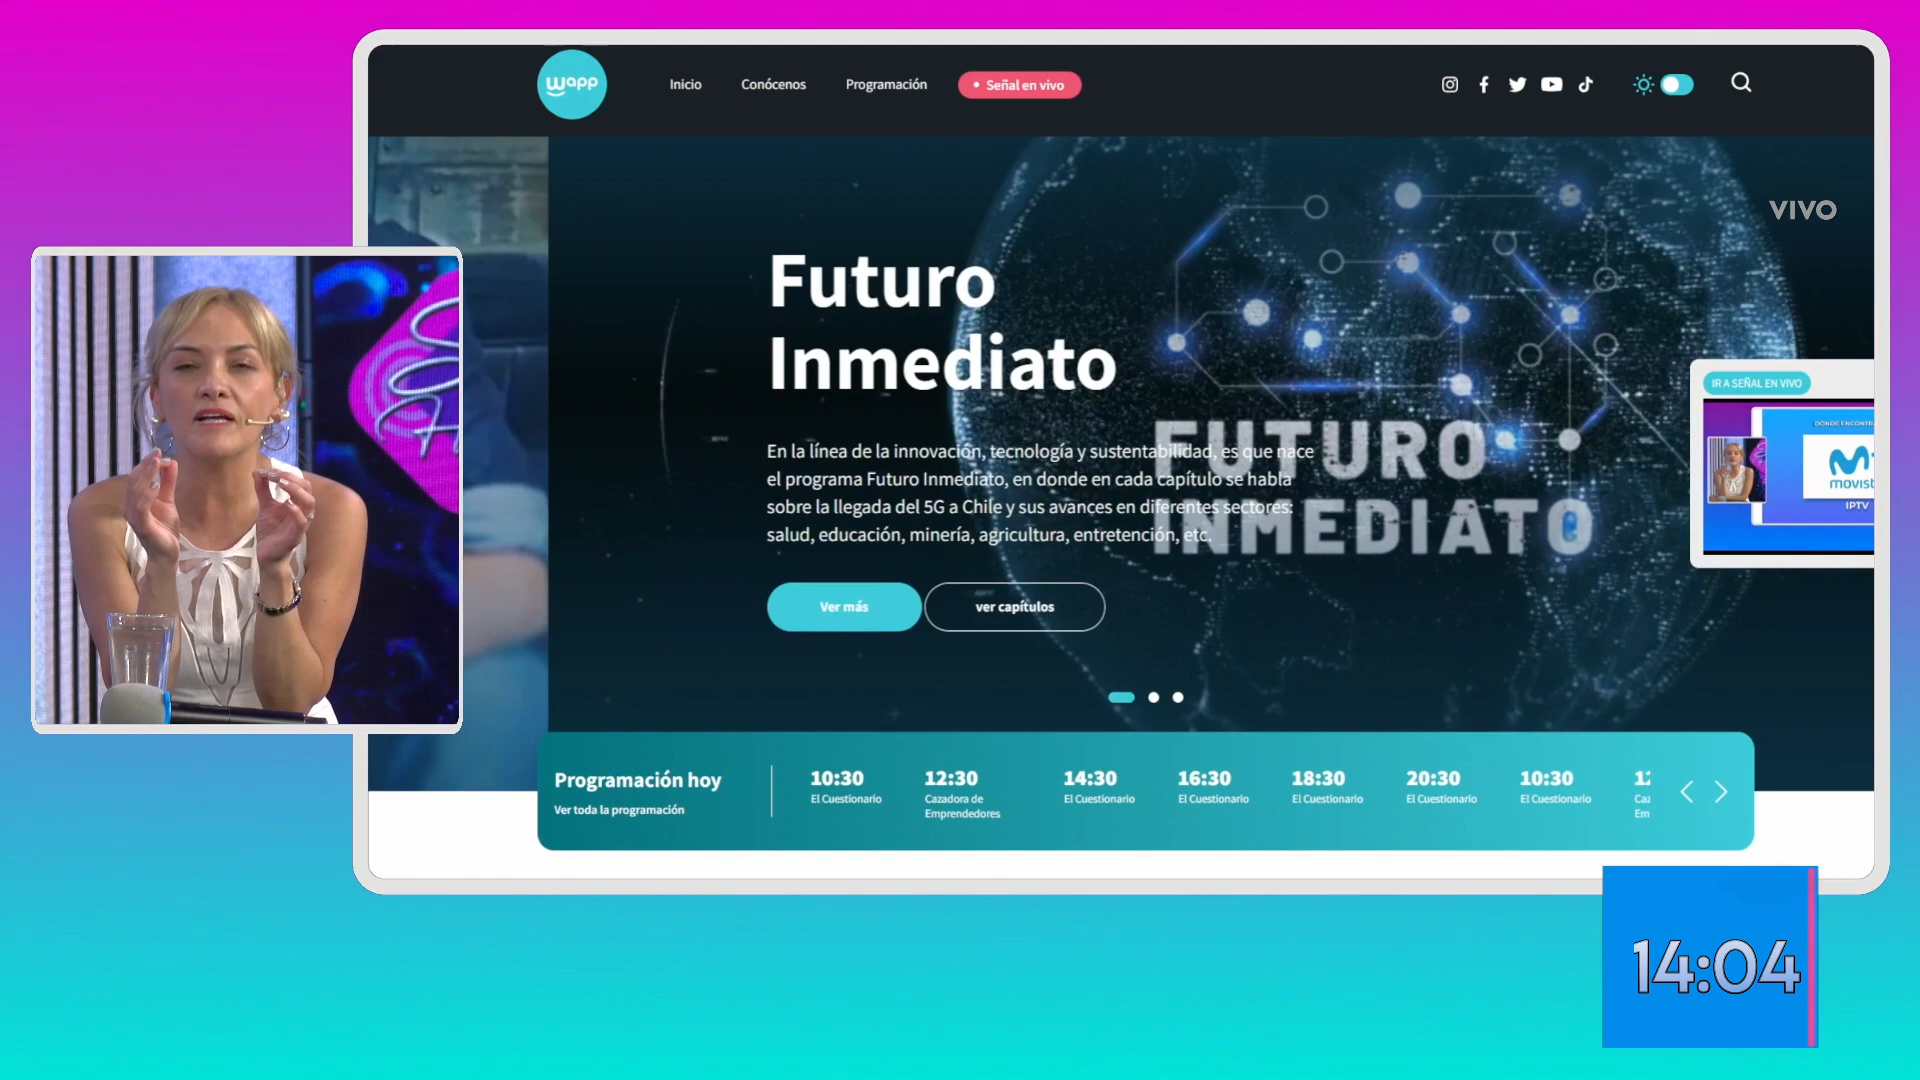 wapp
Inicio
Conócenos
Programación
Señal en vivo
VIVO
Futuro
Inmediato
FUTURO
INMEDIATO
En la línea de la innovación, tecnología y sustentabilidad, es que nace
el programa Futuro Inmediato, en donde en cada capítulo se habla
sobre la llegada del 5G a Chile y sus avances en diferentes sectores:
salud, educación, minería, agricultura, entretención, etc.
Ver más
ver capítulos
IR A SEÑAL EN VIVO
IPTV
Programación hoy
Ver toda la programación
10:30
El Cuestionario
12:30
Cazadora de
Emprendedores
14:30
El Cuestionario
16:30
El Cuestionario
18:30
El Cuestionario
20:30
El Cuestionario
10:30
El Cuestionario
14:04